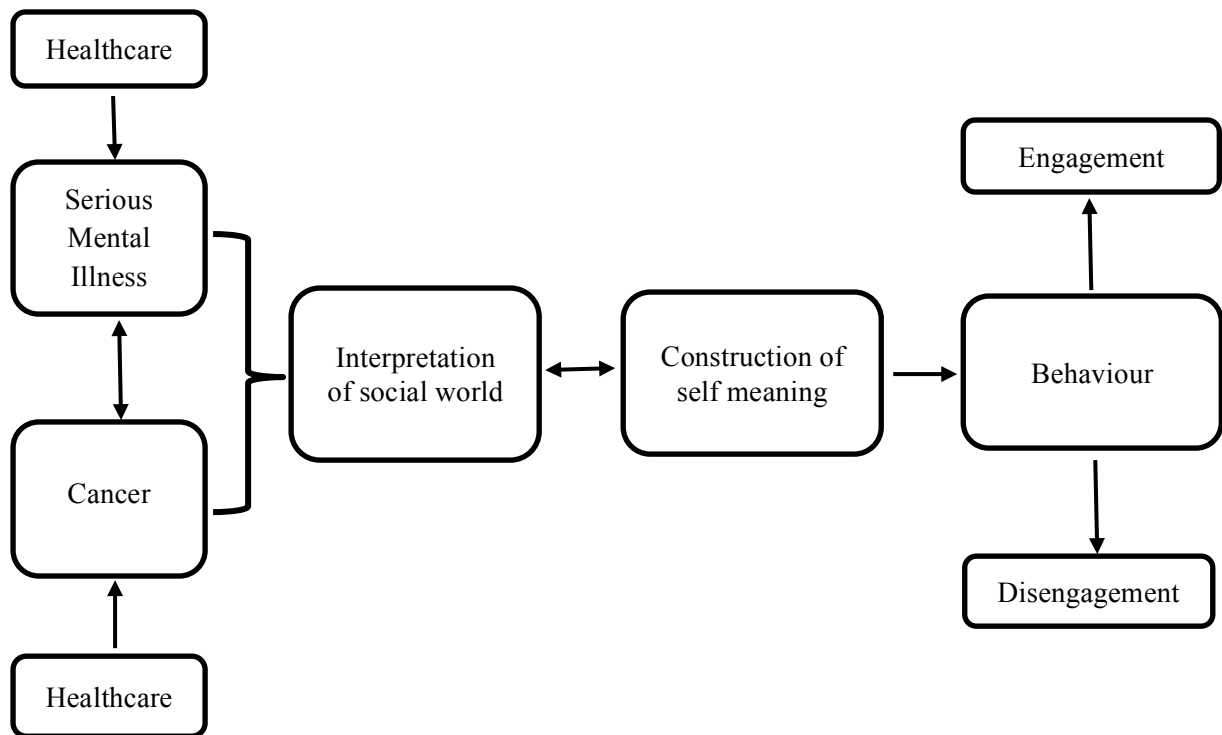 Healthcare
Serious
Mental
Illness
Cancer
Healthcare
Interpretation
of social world
Construction of
self meaning
Behaviour
Engagement
Disengagement